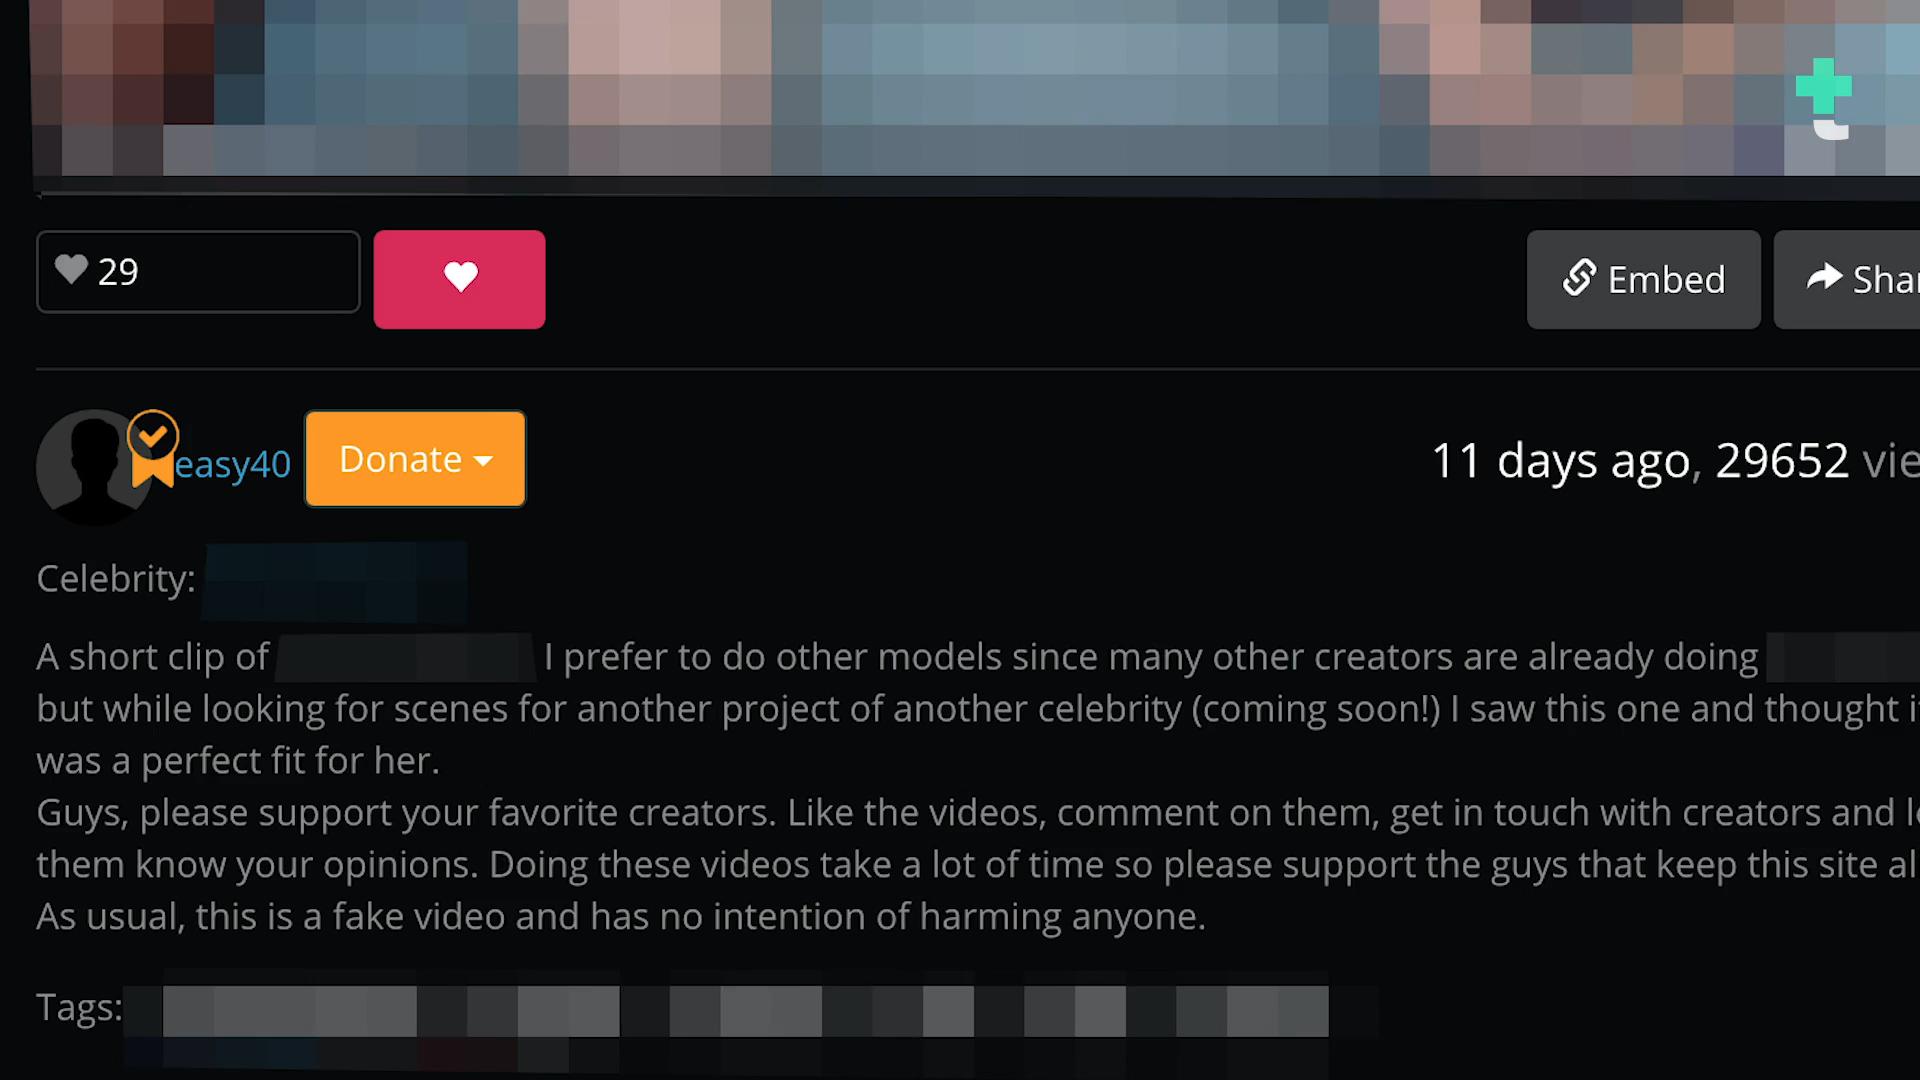 29
Embed
Shar
easy40
Donate
11 days ago, 29652 vie
Celebrity:
A short clip of I prefer to do other models since many other creators are already doing
but while looking for scenes for another project of another celebrity (coming soon!) I saw this one and thought it
was a perfect fit for her.
Guys, please support your favorite creators. Like the videos, comment on them, get in touch with creators and le
them know your opinions. Doing these videos take a lot of time so please support the guys that keep this site al
As usual, this is a fake video and has no intention of harming anyone.
Tags: